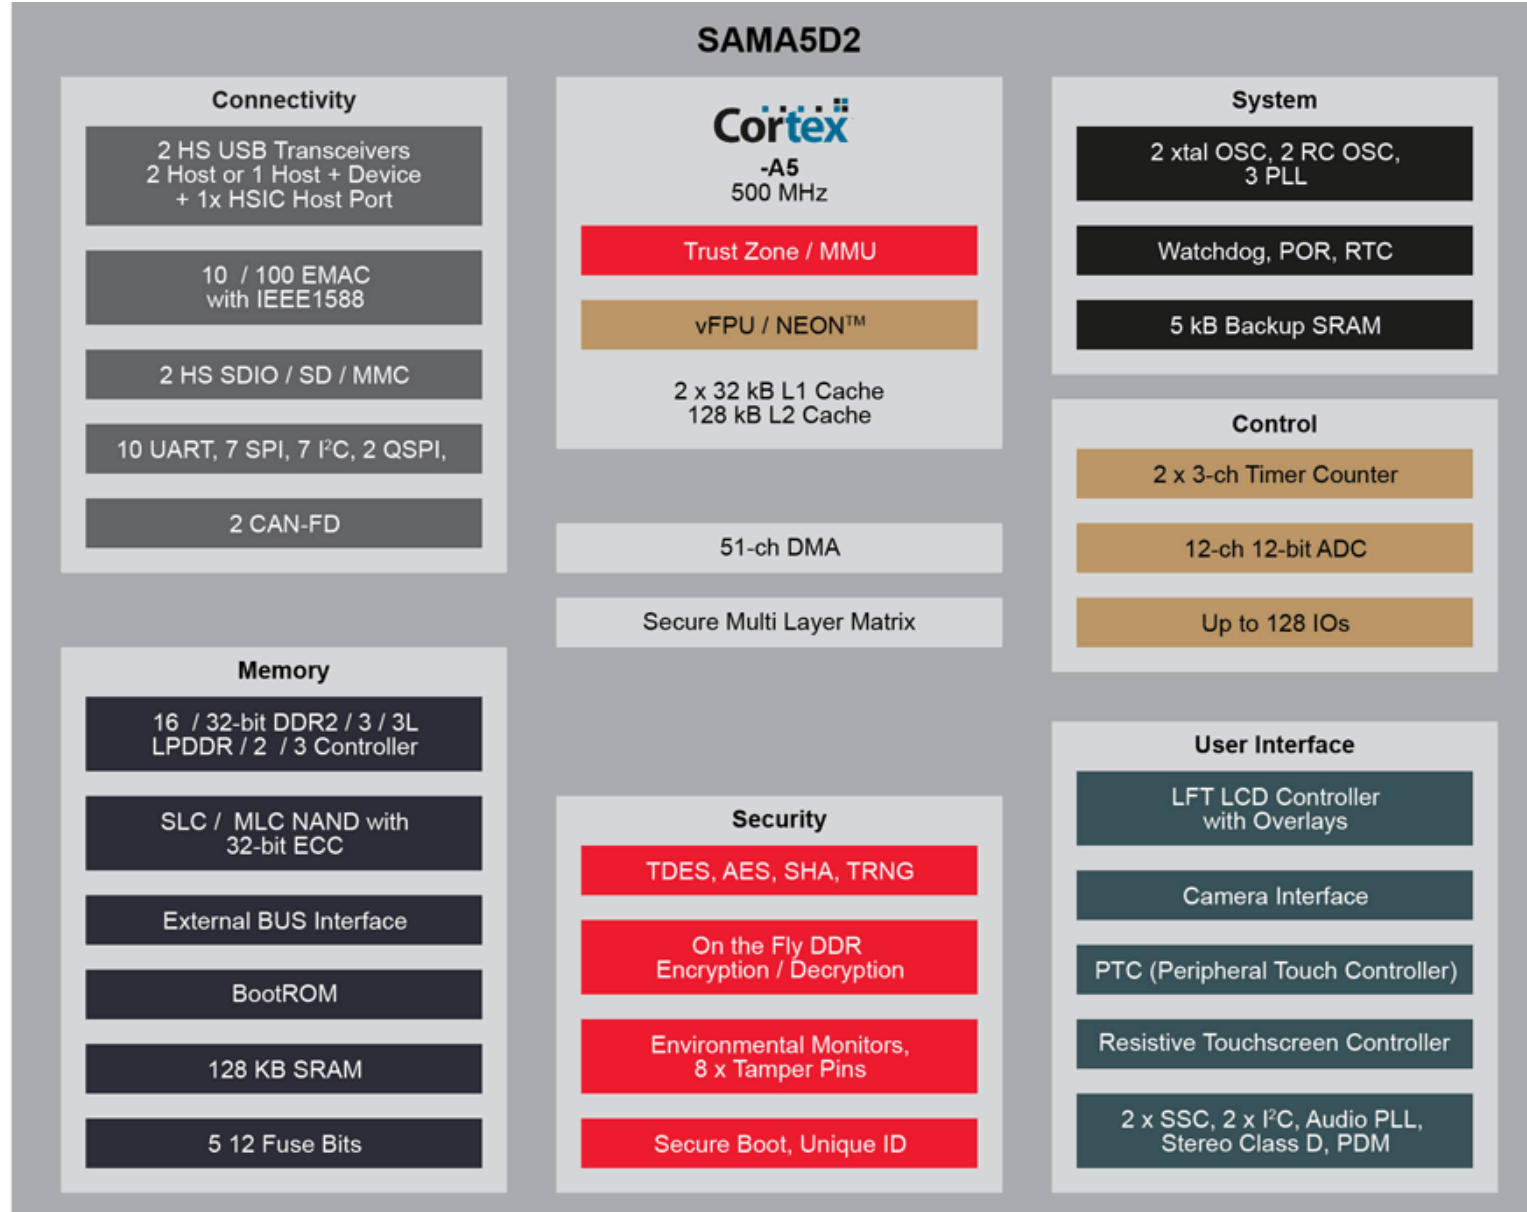 SAMA5D2
Connectivity
2 HS USB Transceivers
2 Host or 1 Host + Device
+ 1x HSIC Host Port
10 / 100 EMAC
with IEEE1588
2 HS SDIO / SD / MMC
10 UART, 7 SPI, 7 I²C, 2 QSPI,
2 CAN-FD
Memory
16 / 32-bit DDR2 / 3 / 3L
LPDDR / 2 / 3 Controller
SLC / MLC NAND with
32-bit ECC
External BUS Interface
BootROM
128 KB SRAM
5 12 Fuse Bits
Cortex
-A5
500 MHz
Trust Zone / MMU
vFPU / NEON™
2 x 32 kB L1 Cache
128 kB L2 Cache
51-ch DMA
Secure Multi Layer Matrix
Security
TDES, AES, SHA, TRNG
On the Fly DDR
Encryption / Decryption
Environmental Monitors,
8 x Tamper Pins
Secure Boot, Unique ID
System
2 xtal OSC, 2 RC OSC,
3 PLL
Watchdog, POR, RTC
5 kB Backup SRAM
Control
2 x 3-ch Timer Counter
12-ch 12-bit ADC
Up to 128 IOs
User Interface
LFT LCD Controller
with Overlays
Camera Interface
PTC (Peripheral Touch Controller)
Resistive Touchscreen Controller
2 x SSC, 2 x I²C, Audio PLL,
Stereo Class D, PDM